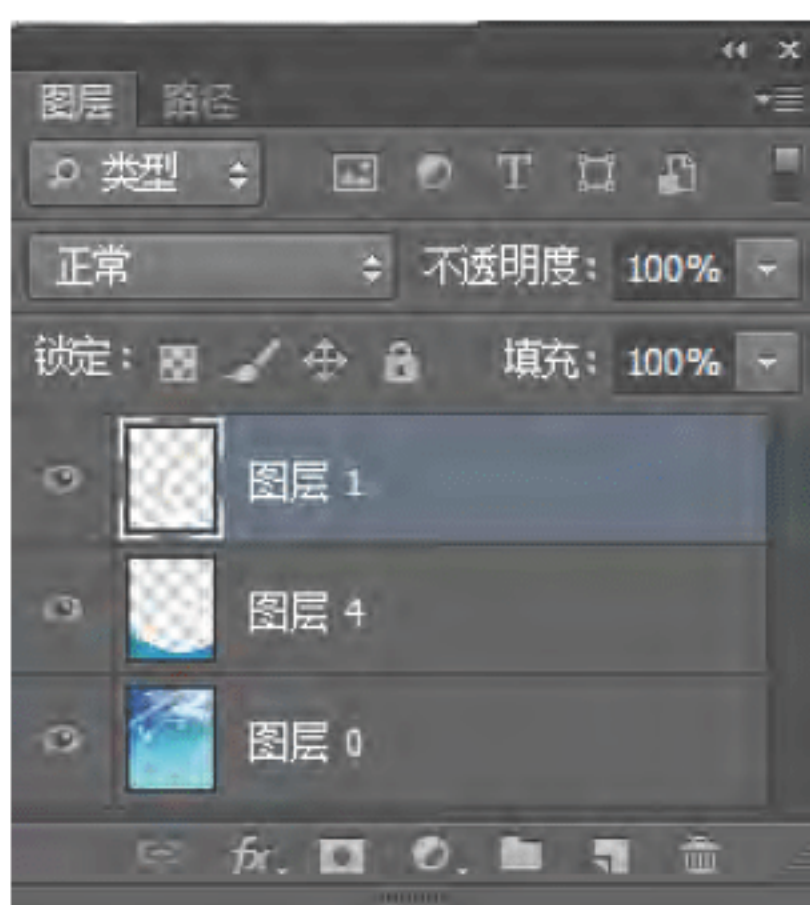 图层 路径
类型
正常 不透明度: 100%
锁定: 填充: 100%
图层 1
图层 4
图层 0
fx.